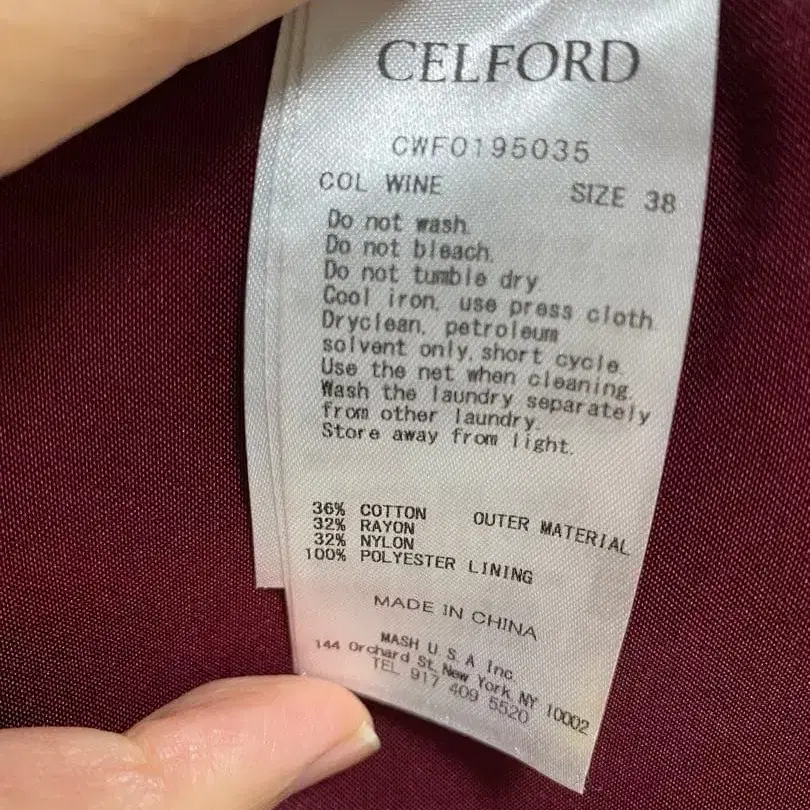 CELFORD
CWF0195035
COL WINE SIZE 38
Do not wash.
Do not bleach.
Do not tumble dry
Cool iron, use press cloth.
Dryclean, petroleum
solvent only, short cycle.
Use the net when cleaning.
Wash the laundry separately
from other laundry.
Store away from light.
36% COTTON OUTER MATERIAL
32% RAYON
32% NYLON
100% POLYESTER LINING
MADE IN CHINA
MASH U S A Inc
144 Orchard St, New York NY 10002
TEL 917 409 5520